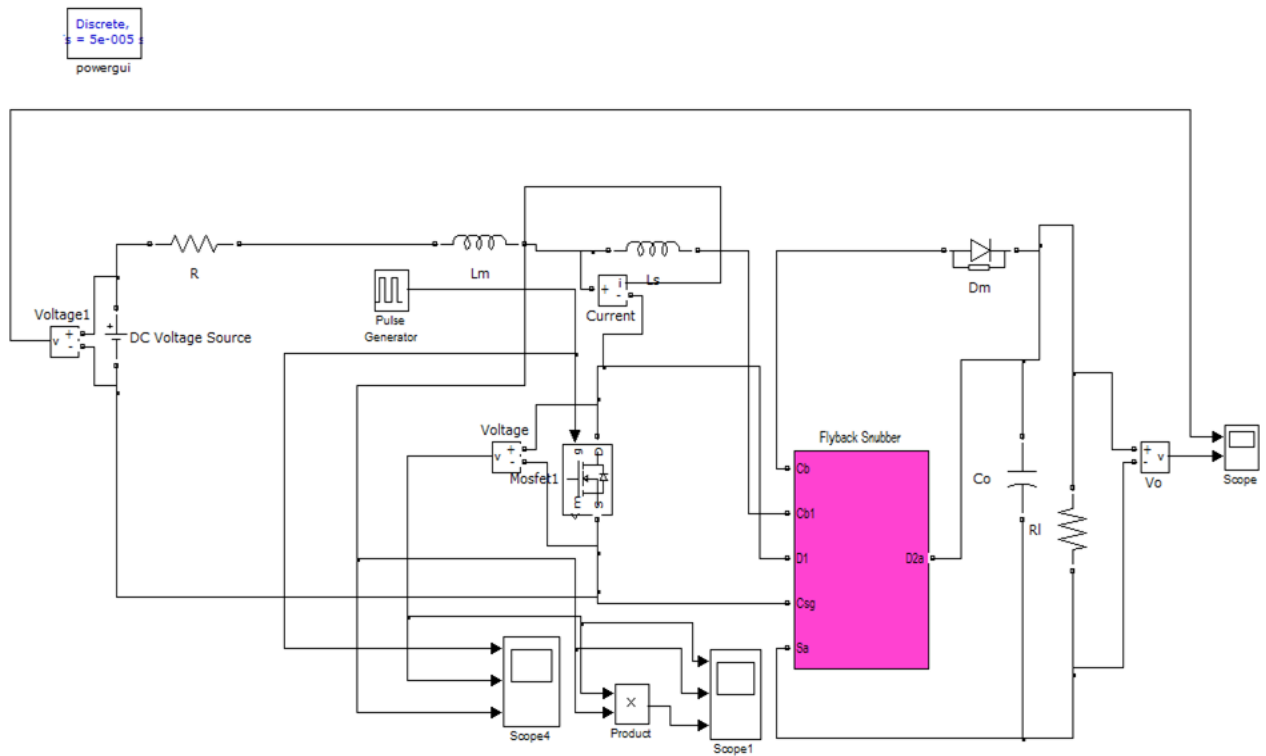 Discrete,
s = 5e-005 s
powergui
R
Lm
Ls
Dm
Pulse
Generator
i
+
-
Current
Voltage1
v
+
-
+
DC Voltage Source
Voltage
v
+
-
Mosfet1
g
S
m
Flyback Snubber
Cb
Cb1
D1
Csg
Sa
D2a
Co
Rl
+
-
v
Vo
Scope
Scope4
X
Product
Scope1